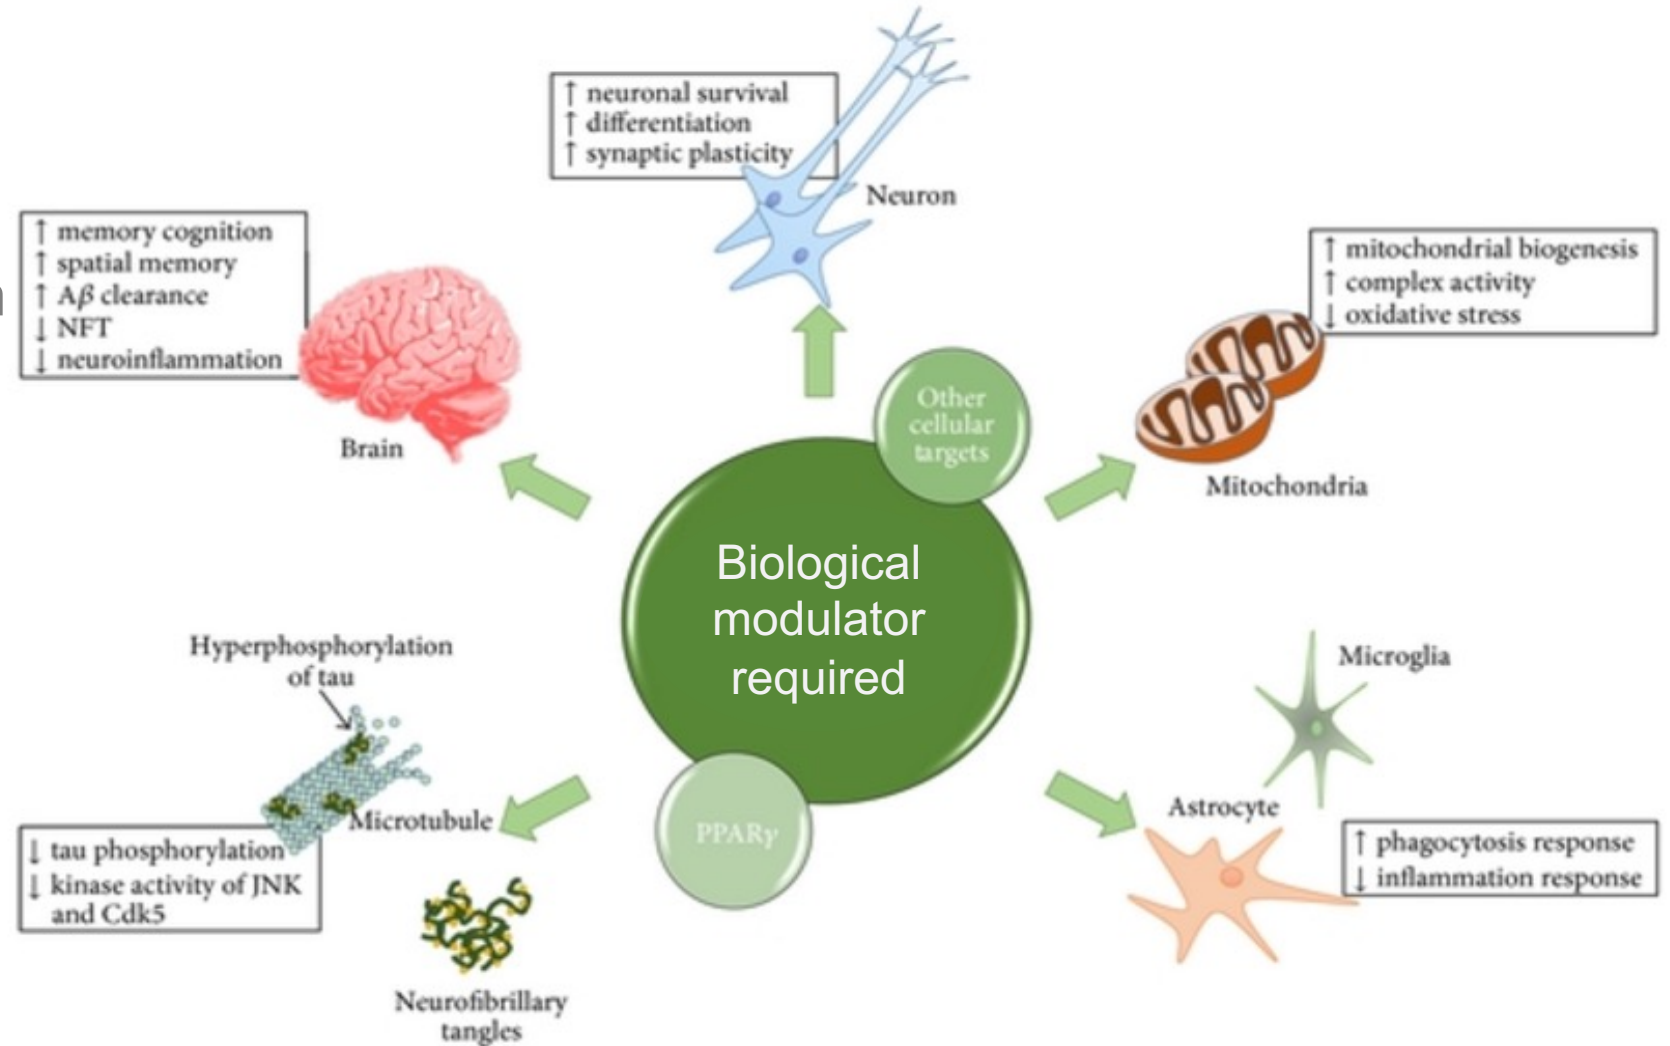 ↑ neuronal survival
↑ differentiation
↑ synaptic plasticity
Neuron
↑ memory cognition
↑ spatial memory
↑ Aβ clearance
↓ NFT
↓ neuroinflammation
Brain
↑ mitochondrial biogenesis
↑ complex activity
↓ oxidative stress
Mitochondria
Other
cellular
targets
Biological
modulator
required
PPARγ
Hyperphosphorylation
of tau
Microtubule
↓ tau phosphorylation
↓ kinase activity of JNK
and Cdk5
Neurofibrillary
tangles
Microglia
Astrocyte
↑ phagocytosis response
↓ inflammation response